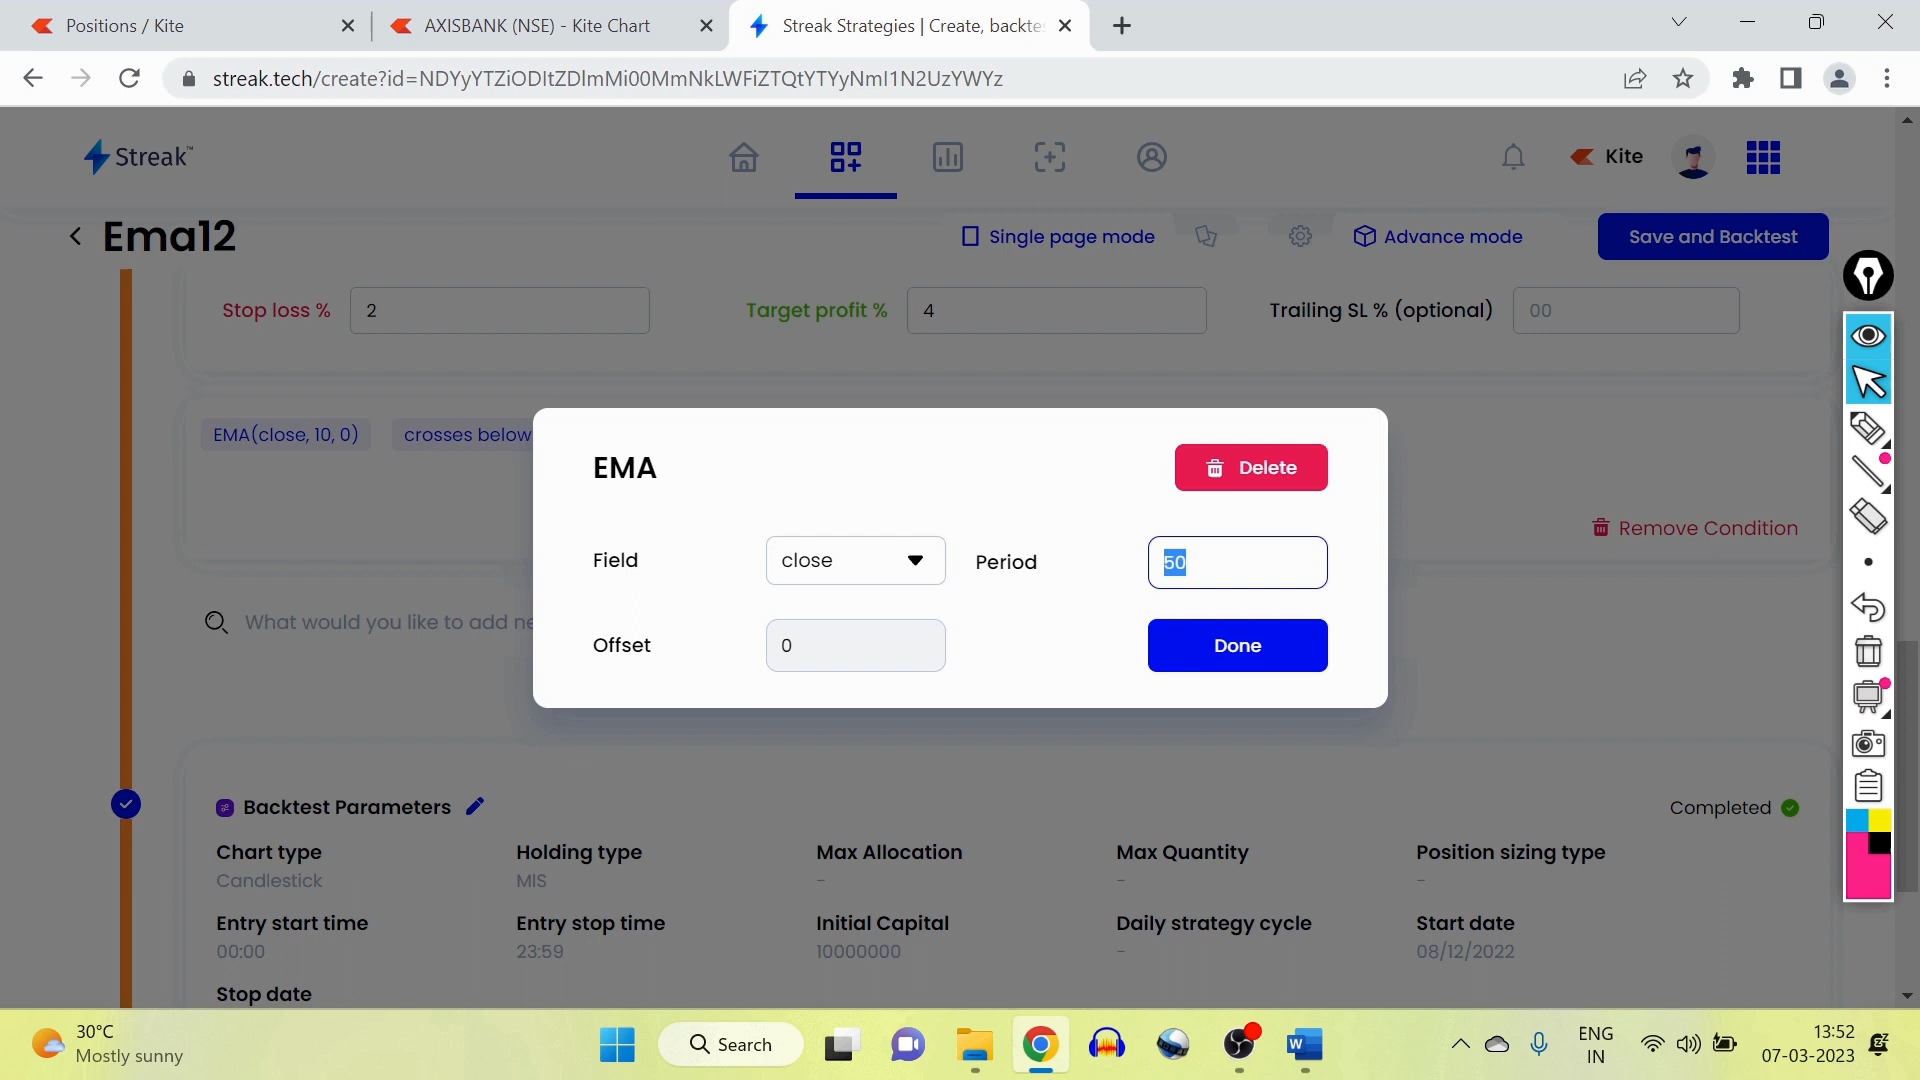 Positions / Kite
AXISBANK (NSE) - Kite Chart
Streak Strategies | Create, backte
streak.tech/create?id=NDYyYTZiODItZDlmMi00MmNkLWFiZTQtYTYyNmI1N2UzYWYz
Streak™
Kite
Ema12
Single page mode
Advance mode
Save and Backtest
Stop loss %
2
Target profit %
4
Trailing SL % (optional)
00
EMA(close, 10, 0)
crosses below
EMA
Delete
Field
close
Period
50
Offset
0
Done
Remove Condition
What would you like to add ne
Backtest Parameters
Completed
Chart type
Holding type
Max Allocation
Max Quantity
Position sizing type
Candlestick
MIS
-
-
-
Entry start time
Entry stop time
Initial Capital
Daily strategy cycle
Start date
00:00
23:59
10000000
-
08/12/2022
Stop date
30°C
Mostly sunny
Search
W
ENG
IN
13:52
07-03-2023